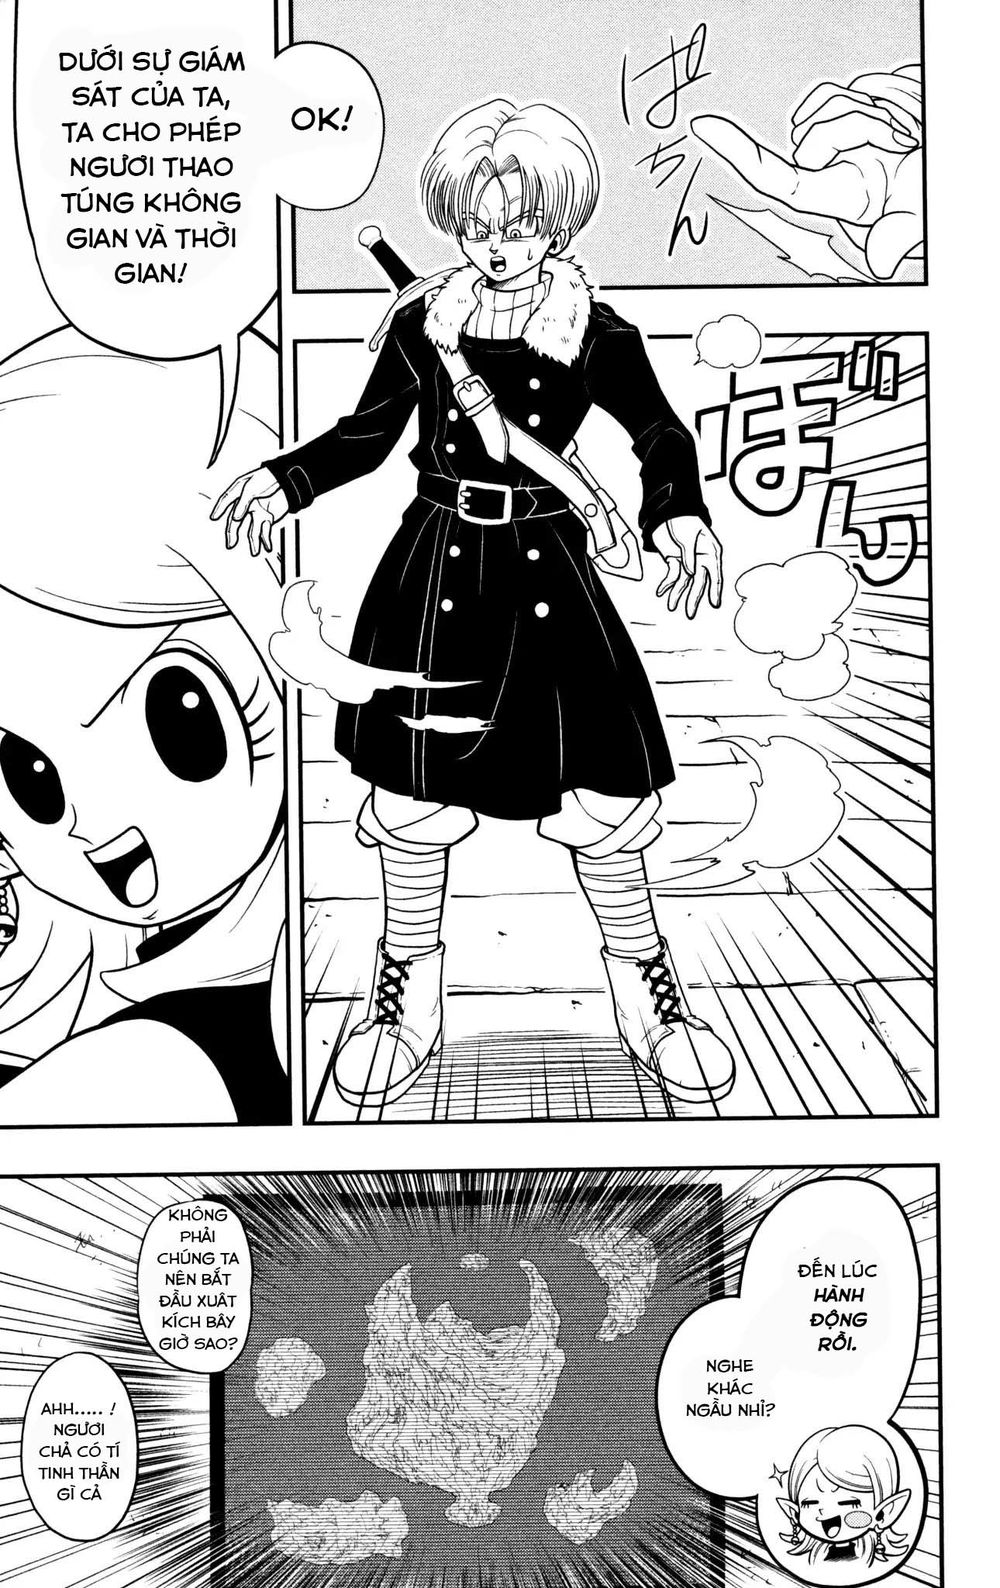 ぱちん
OK!
DƯỚI SỰ GIÁM
SÁT CỦA TA,
TA CHO PHÉP
NGƯƠI THAO
TÚNG KHÔNG
GIAN VÀ THỜI
GIAN!
ぼんっ
ĐẾN LÚC
HÀNH
ĐỘNG
RỒI.
NGHE
KHÁC
NGẦU NHỈ?
KHÔNG
PHẢI
CHÚNG TA
NÊN BẮT
ĐẦU XUẤT
KÍCH BÂY
GIỜ SAO?
AHH.....!
NGƯƠI
CHẢ CÓ TÍ
TINH THẦN
GÌ CẢ